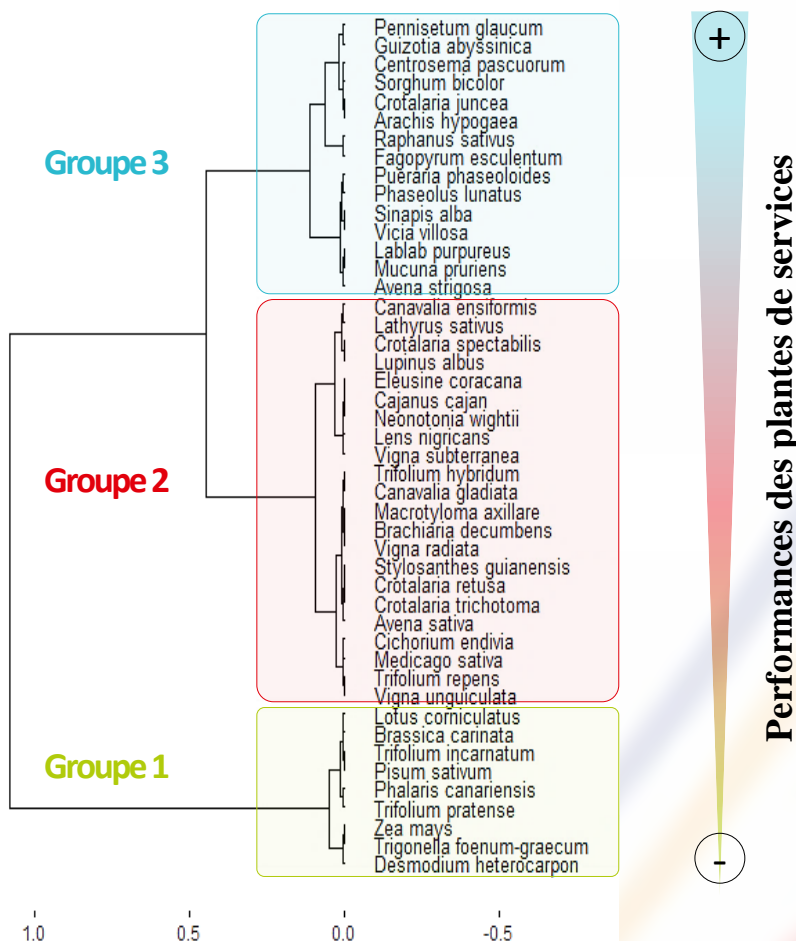 Pennisetum glaucum
Guizotia abyssinica
Centrosema pascuorum
Sorghum bicolor
Crotalaria juncea
Arachis hypogaea
Raphanus sativus
Fagopyrum esculentum
Pueraria phaseoloides
Phaseolus lunatus
Sinapis alba
Vicia villosa
Lablab purpureus
Mucuna pruriens
Avena strigosa
Groupe 3
Canavalia ensiformis
Lathyrus sativus
Crotalaria spectabilis
Lupinus albus
Eleusine coracana
Cajanus cajan
Neonotonia wightii
Lens nigricans
Vigna subterranea
Trifolium hybridum
Canavalia gladiata
Macrotyloma axillare
Brachiaria decumbens
Vigna radiata
Stylosanthes guianensis
Crotalaria retusa
Crotalaria trichotoma
Avena sativa
Cichorium endivia
Medicago sativa
Trifolium repens
Vigna unguiculata
Groupe 2
Lotus corniculatus
Brassica carinata
Trifolium incarnatum
Pisum sativum
Phalaris canariensis
Trifolium pratense
Zea mays
Trigonella foenum-graecum
Desmodium heterocarpon
Groupe 1
1.0 0.5 0.0 -0.5
+
Performances des plantes de services
-